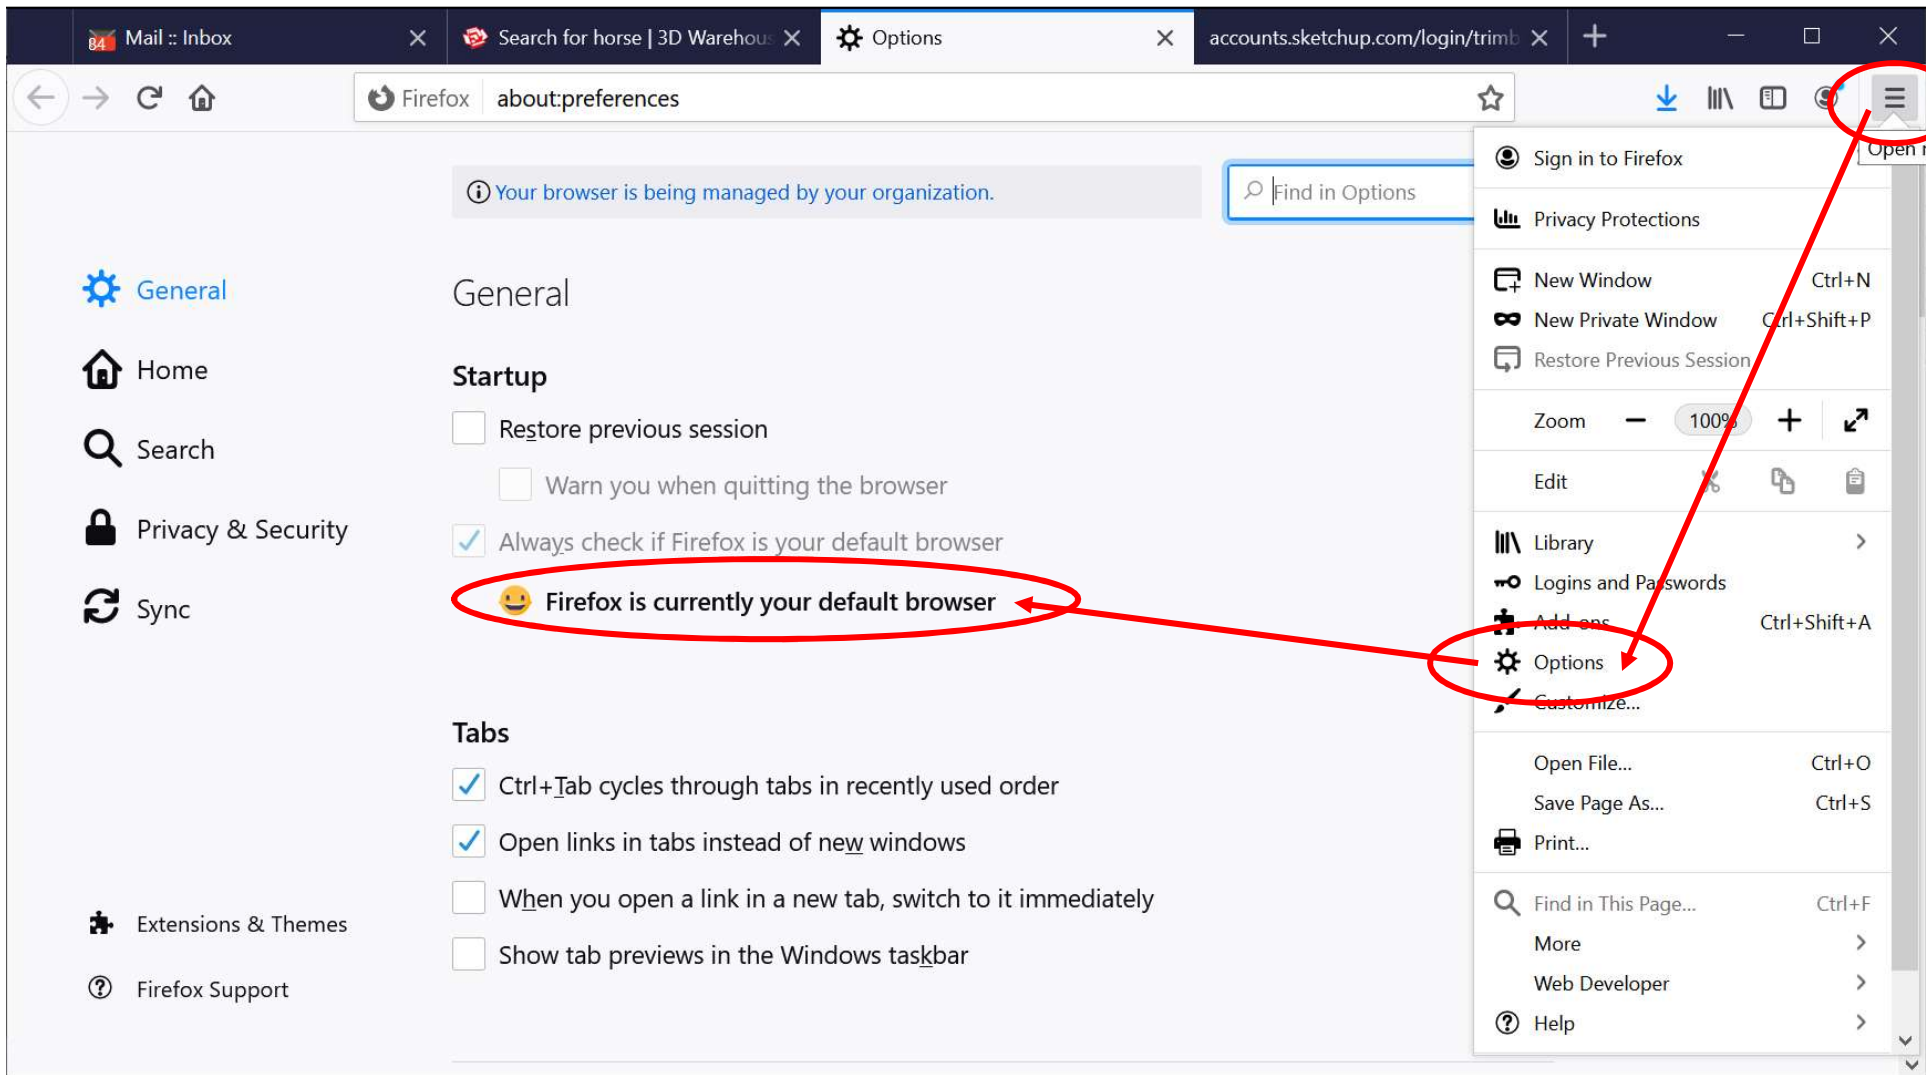 84 Mail :: Inbox
Search for horse | 3D Warehous
Options
accounts.sketchup.com/login/trimb
Firefox about:preferences
Open
Your browser is being managed by your organization.
Find in Options
General
Home
Search
Privacy & Security
Sync
Extensions & Themes
Firefox Support
General
Startup
Restore previous session
Warn you when quitting the browser
Always check if Firefox is your default browser
Firefox is currently your default browser
Tabs
Ctrl+Tab cycles through tabs in recently used order
Open links in tabs instead of new windows
When you open a link in a new tab, switch to it immediately
Show tab previews in the Windows taskbar
Sign in to Firefox
Privacy Protections
New Window Ctrl+N
New Private Window Ctrl+Shift+P
Restore Previous Session
Zoom 100%
Edit
Library
Logins and Passwords
Add-ons Ctrl+Shift+A
Options
Customize...
Open File... Ctrl+O
Save Page As... Ctrl+S
Print...
Find in This Page... Ctrl+F
More
Web Developer
Help